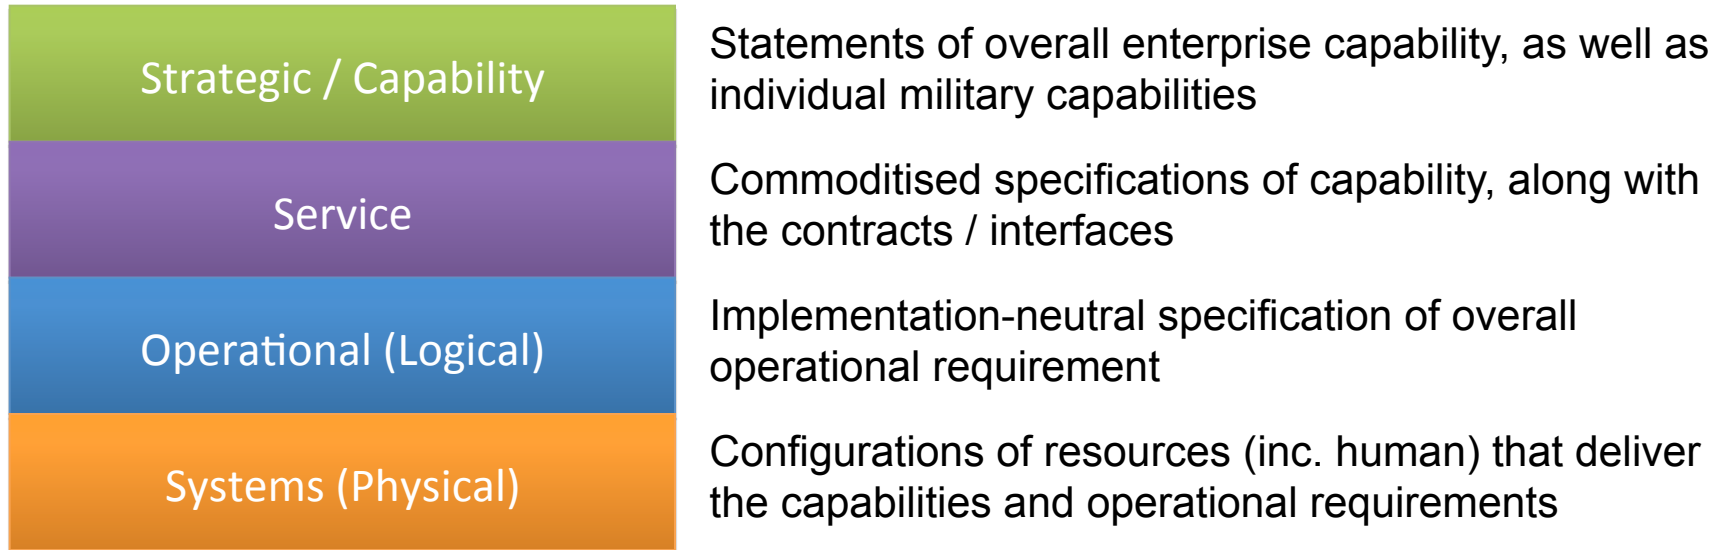 Strategic / Capability
Statements of overall enterprise capability, as well as
individual military capabilities
Service
Commoditised specifications of capability, along with
the contracts / interfaces
Operational (Logical)
Implementation-neutral specification of overall
operational requirement
Systems (Physical)
Configurations of resources (inc. human) that deliver
the capabilities and operational requirements